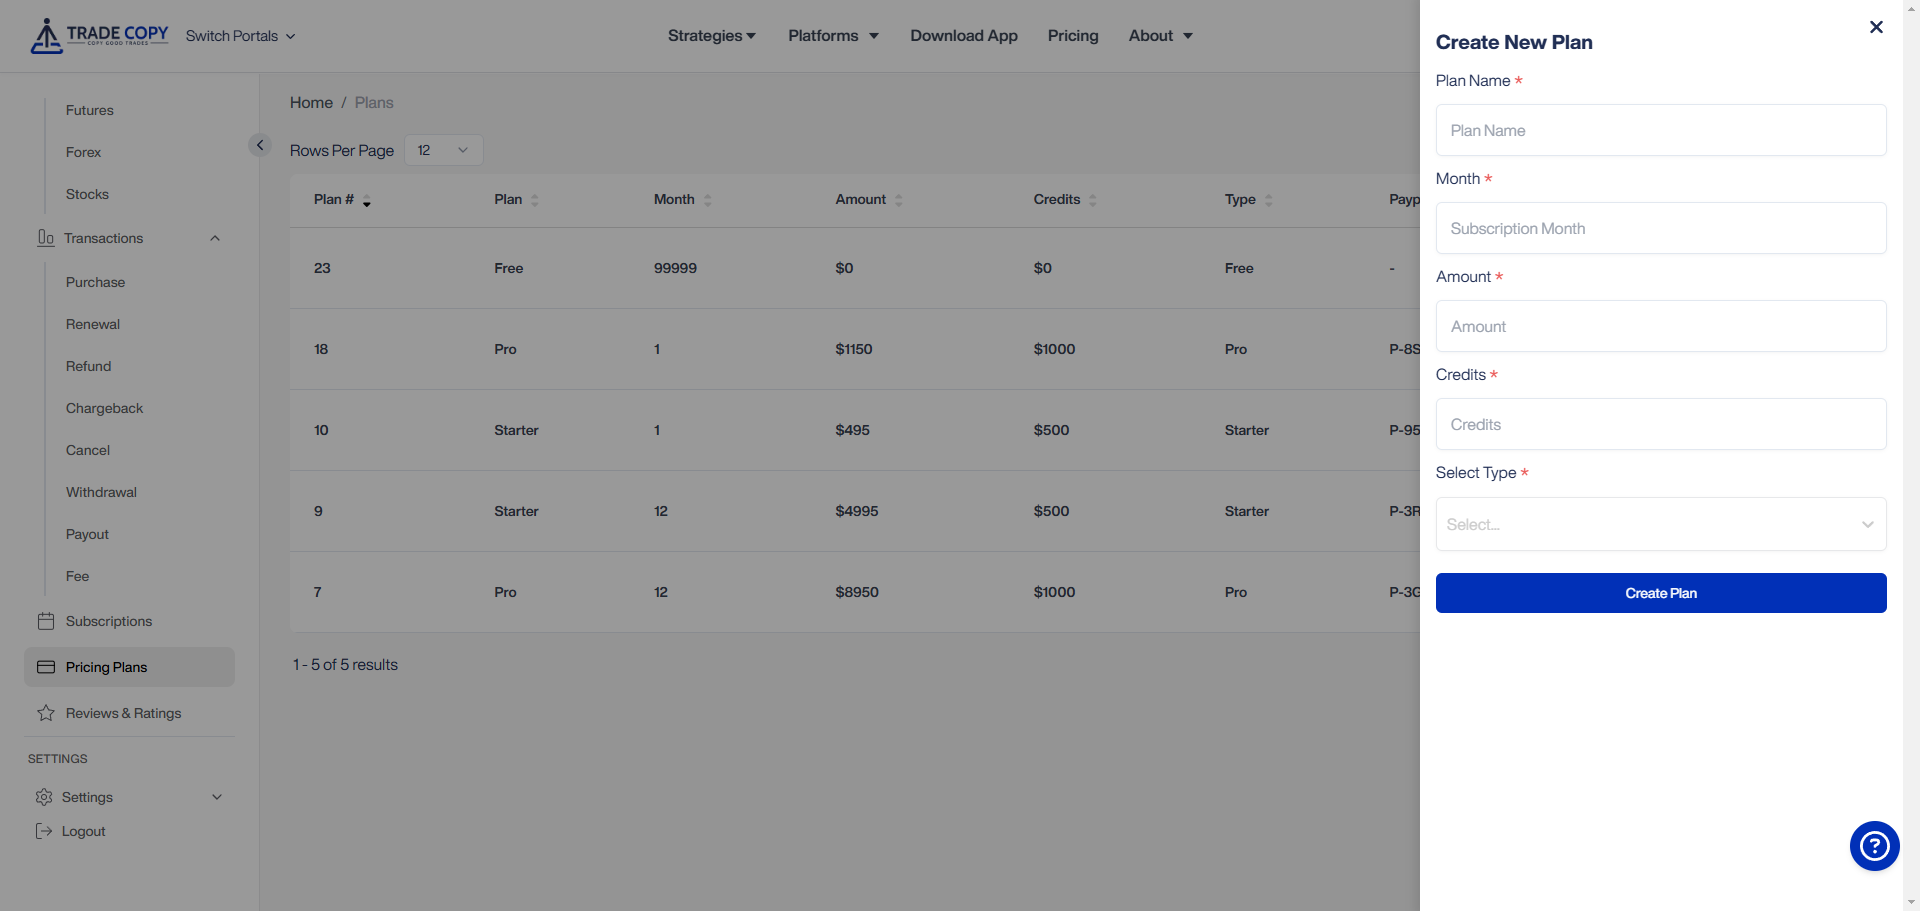 TRADE COPY
COPY GOOD TRADES
Switch Portals
Strategies Platforms Download App Pricing About
Futures
Forex
Stocks
Transactions
Purchase
Renewal
Refund
Chargeback
Cancel
Withdrawal
Payout
Fee
Subscriptions
Pricing Plans
Reviews & Ratings
SETTINGS
Settings
Logout
Home / Plans
Rows Per Page 12
Plan # Plan Month Amount Credits Type Payp
23 Free 99999 $0 $0 Free -
18 Pro 1 $1150 $1000 Pro P-8S
10 Starter 1 $495 $500 Starter P-95
9 Starter 12 $4995 $500 Starter P-3R
7 Pro 12 $8950 $1000 Pro P-3G
1 - 5 of 5 results
Create New Plan
Plan Name *
Plan Name
Month *
Subscription Month
Amount *
Amount
Credits *
Credits
Select Type *
Select...
Create Plan